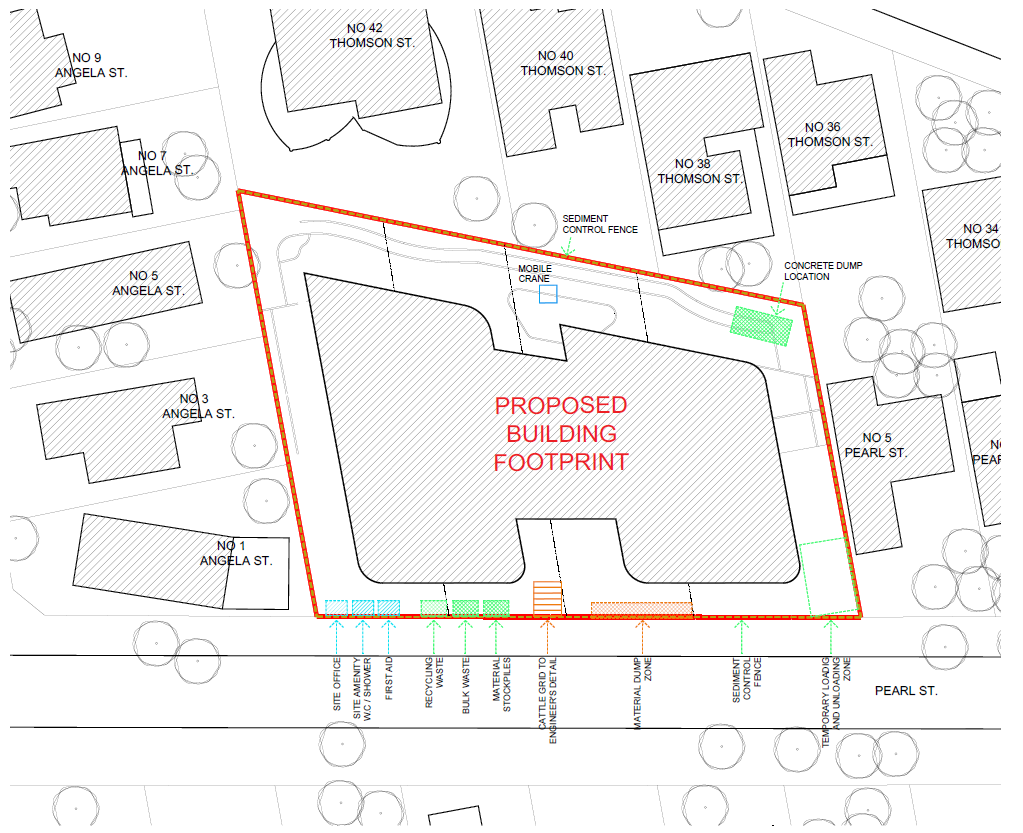 NO 42
THOMSON ST.
NO 9
ANGELA ST.
NO 40
THOMSON ST.
NO 36
THOMSON ST.
NO 7
ANGELA ST.
NO 38
THOMSON ST.
SEDIMENT
CONTROL FENCE
NO 34
THOMSO
NO 5
ANGELA ST.
MOBILE
CRANE
CONCRETE DUMP
LOCATION
NO 3
ANGELA ST.
PROPOSED
BUILDING
FOOTPRINT
NO 5
PEARL ST.
NO
PEAR
NO 1
ANGELA ST.
SITE OFFICE
SITE AMENITY
W.C / SHOWER
FIRST AID
RECYCLING
WASTE
BULK WASTE
MATERIAL
STOCKPILES
CATTLE GRID TO
ENGINEER'S DETAIL
MATERIAL DUMP
ZONE
SEDIMENT
CONTROL
FENCE
TEMPORARY LOADIG
AND UNLOADING
ZONE
PEARL ST.